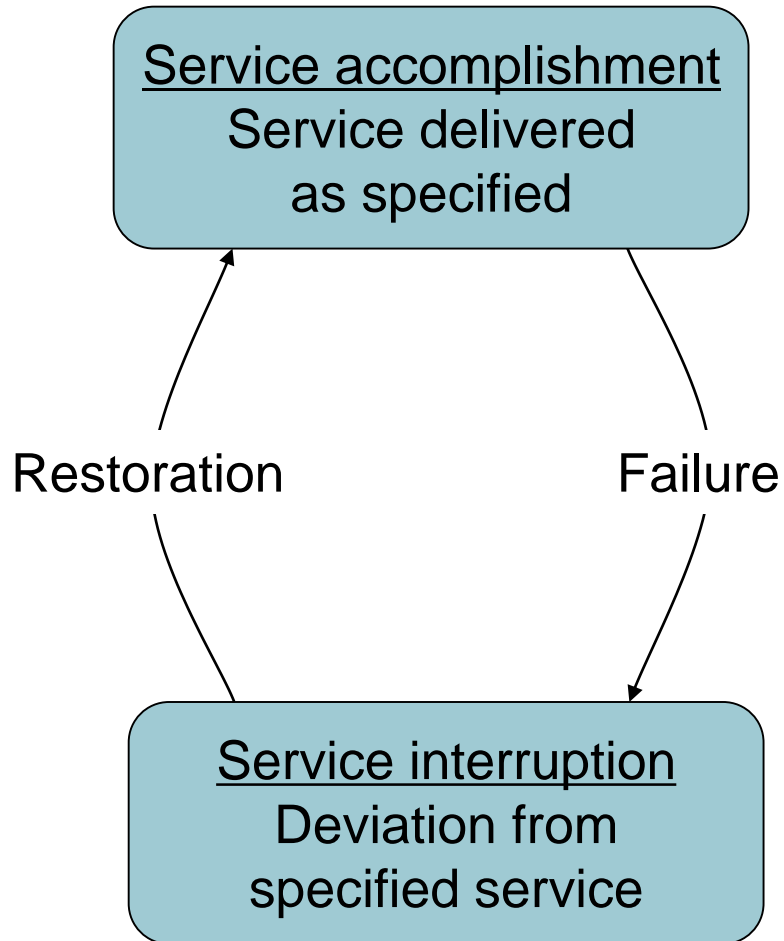 Service accomplishment
Service delivered
as specified
Restoration
Failure
Service interruption
Deviation from
specified service